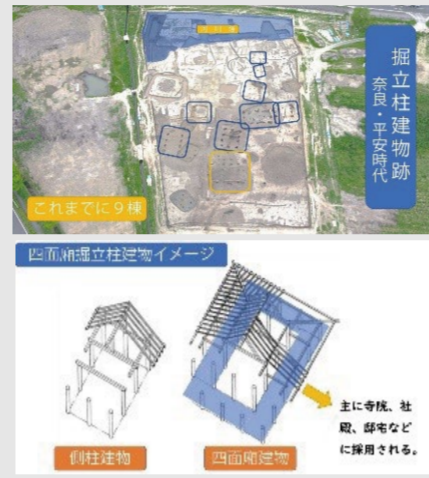 掘立柱建物跡
奈良・平安時代
これまでに９棟
四面廂掘立柱建物イメージ
側柱建物
四面廂建物
主に寺院、社
殿、邸宅など
に採用される。